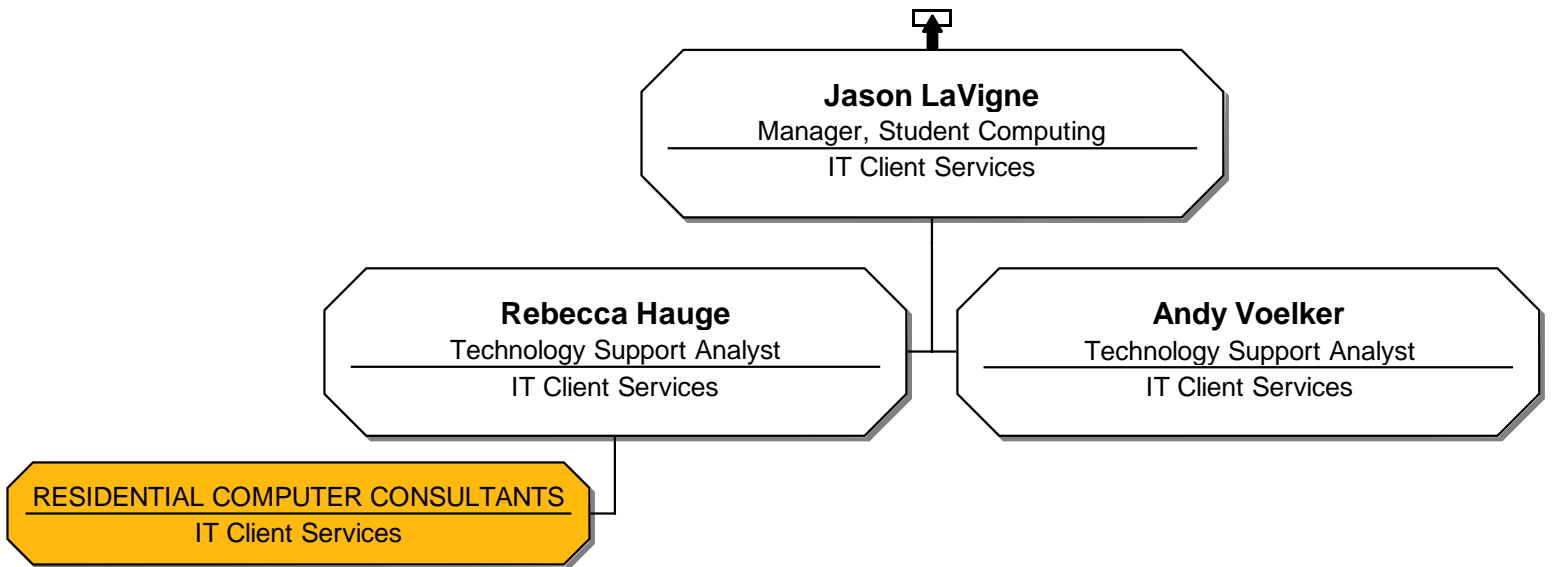 Jason LaVigne
Manager, Student Computing
IT Client Services
Rebecca Hauge
Technology Support Analyst
IT Client Services
Andy Voelker
Technology Support Analyst
IT Client Services
RESIDENTIAL COMPUTER CONSULTANTS
IT Client Services